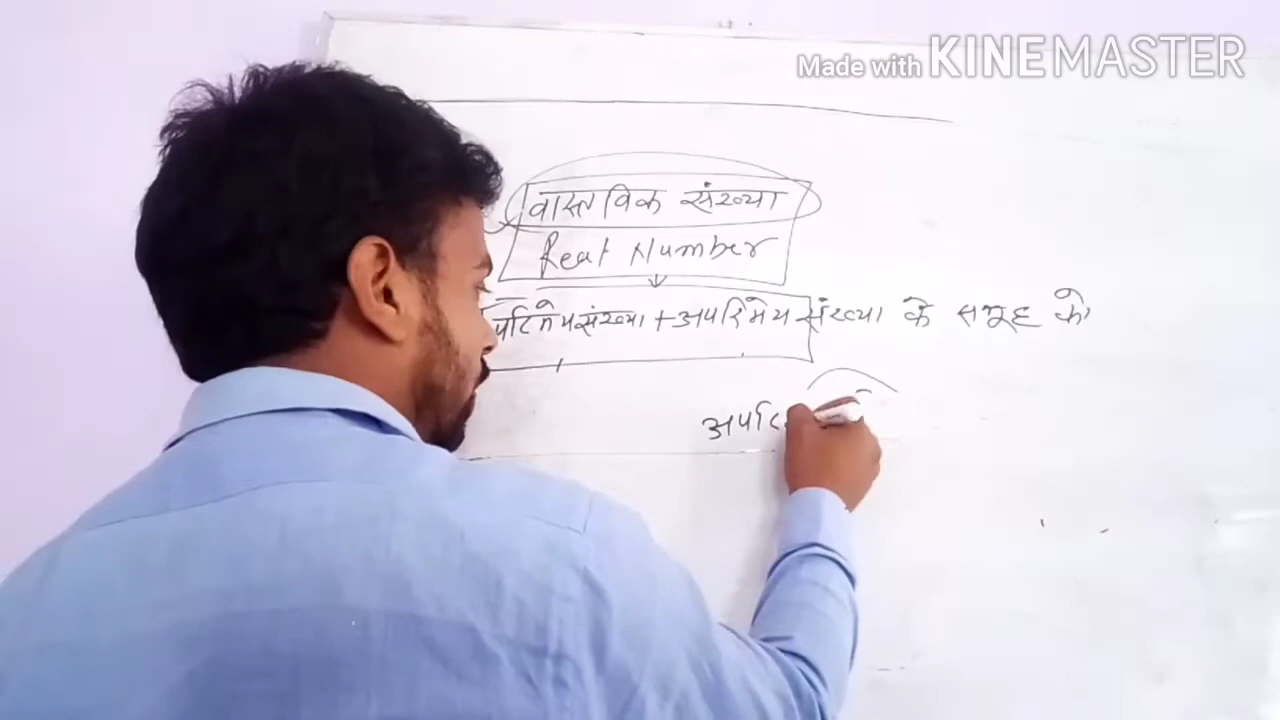 Made with KINEMASTER
वास्तविक संख्या
Real Number
परिमेय संख्या + अपरिमेय संख्या के समूह को